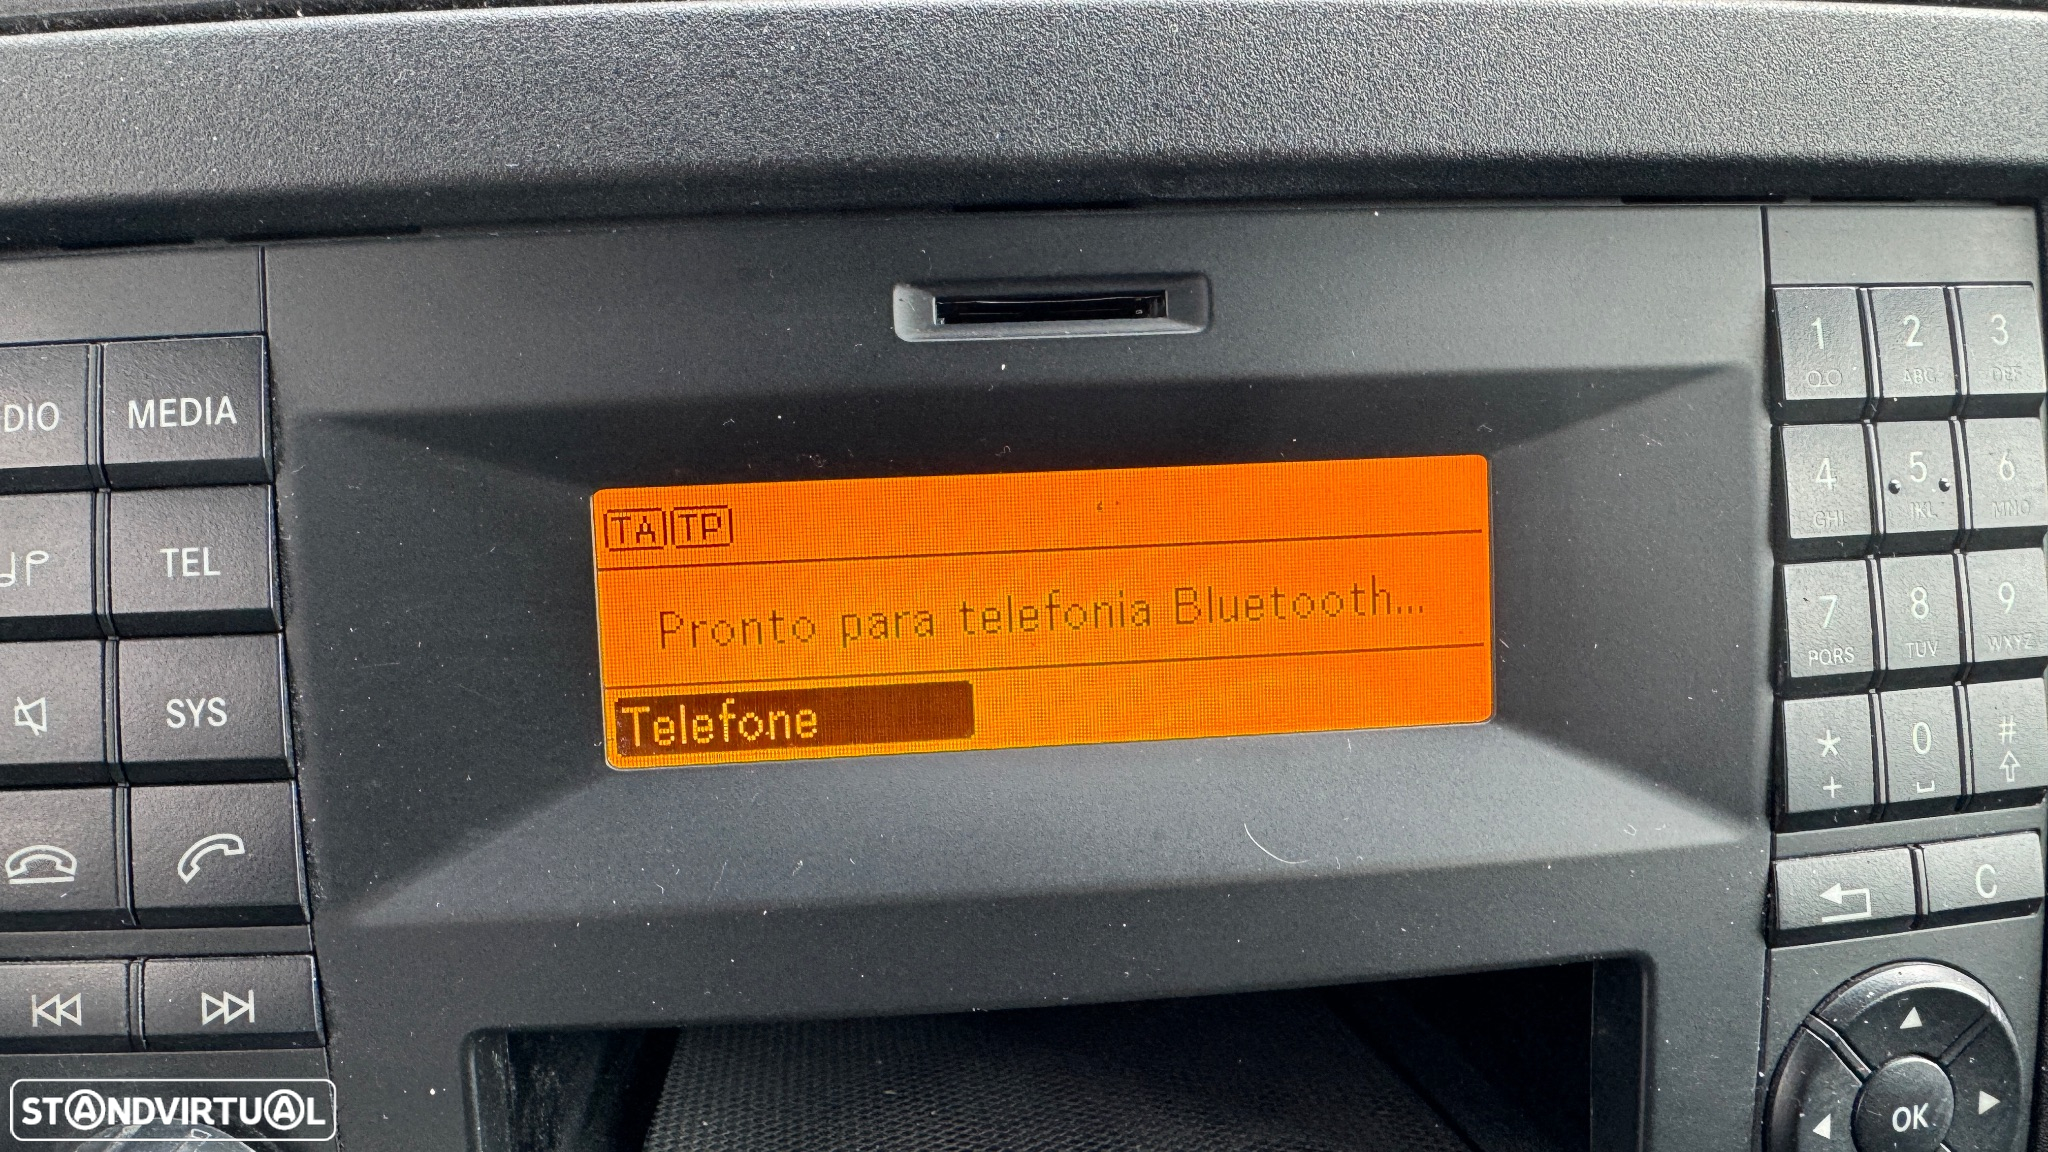 TA TP
Pronto para telefonia Bluetooth...
Telefone
DIO MEDIA
TEL
SYS
1 2 3
ABC DEF
4 5 6
GHI JKL MNO
7 8 9
PQRS TUV WXYZ
* 0 #
+
C
OK
STANDVIRTUAL